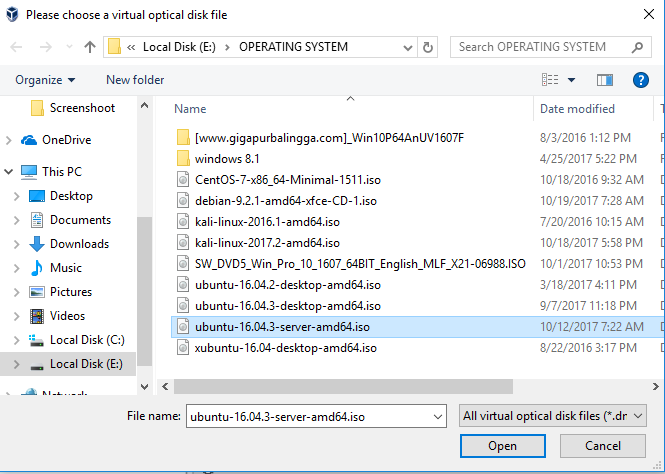 Please choose a virtual optical disk file
« Local Disk (E:) > OPERATING SYSTEM
Search OPERATING SYSTEM
Organize
New folder
Screenshoot
OneDrive
This PC
Desktop
Documents
Downloads
Music
Pictures
Videos
Local Disk (C:)
Local Disk (E:)
Name Date modified
[www.gigapurbalingga.com]_Win10P64AnUV1607F 8/3/2016 1:12 PM
windows 8.1 4/25/2017 5:22 PM
CentOS-7-x86_64-Minimal-1511.iso 10/18/2016 9:32 AM
debian-9.2.1-amd64-xfce-CD-1.iso 10/19/2017 7:28 AM
kali-linux-2016.1-amd64.iso 7/20/2016 10:15 AM
kali-linux-2017.2-amd64.iso 10/18/2017 5:58 PM
SW_DVD5_Win_Pro_10_1607_64BIT_English_MLF_X21-06988.ISO 10/1/2017 10:53 PM
ubuntu-16.04.2-desktop-amd64.iso 3/18/2017 4:11 PM
ubuntu-16.04.3-desktop-amd64.iso 9/7/2017 11:18 PM
ubuntu-16.04.3-server-amd64.iso 10/12/2017 7:22 AM
xubuntu-16.04-desktop-amd64.iso 8/22/2016 3:17 PM
File name: ubuntu-16.04.3-server-amd64.iso
All virtual optical disk files (*.dr
Open
Cancel